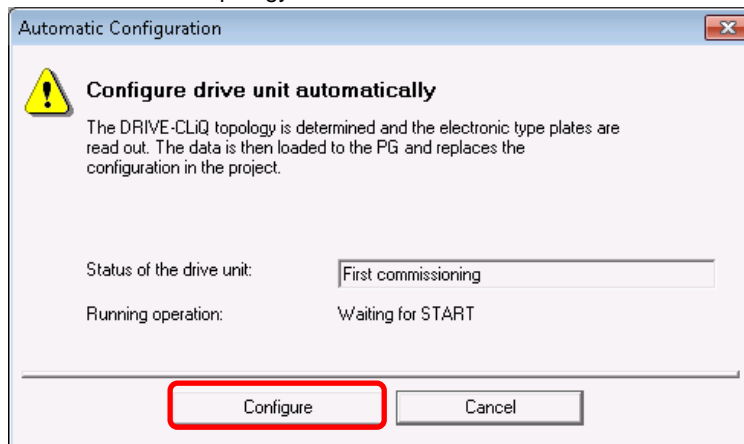 Automatic Configuration
Configure drive unit automatically
The DRIVE-CLiQ topology is determined and the electronic type plates are
read out. The data is then loaded to the PG and replaces the
configuration in the project.
Status of the drive unit: First commissioning
Running operation: Waiting for START
Configure Cancel